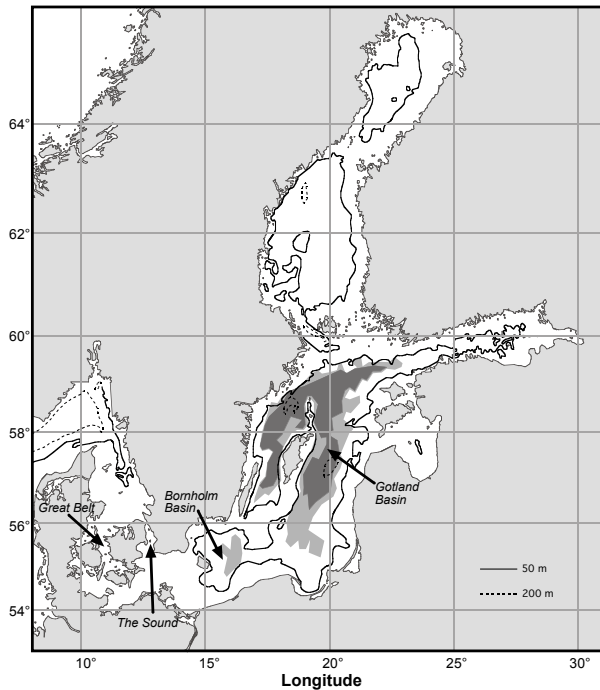 64°
62°
60°
58°
56°
54°
Great Belt
Bornholm
Basin
The Sound
Gotland
Basin
50 m
200 m
10°
15°
20°
25°
30°
Longitude